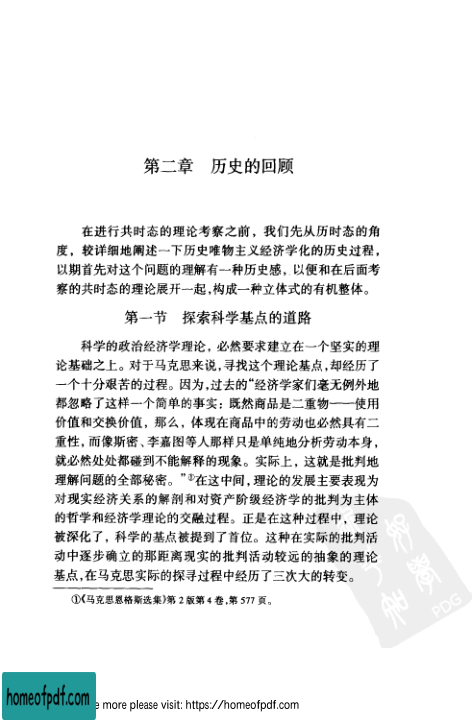 第二章 历史的回顾
在进行共时态的理论考察之前，我们先从历时态的角
度，较详细地阐述一下历史唯物主义经济学化的历史过程，
以期首先对这个问题的理解有一种历史感，以便和在后面考
察的共时态的理论展开一起，构成一种立体式的有机整体。
第一节 探索科学基点的道路
科学的政治经济学理论，必然要求建立在一个坚实的理
论基础之上。对于马克思来说，寻找这个理论基点，却经历了
一个十分艰苦的过程。因为，过去的“经济学家们毫无例外地
都忽略了这样一个简单的事实：既然商品是二重物——使用
价值和交换价值，那么，体现在商品中的劳动也必然具有二
重性，而像斯密、李嘉图等人那样只是单纯地分析劳动本身，
就必然处处都碰到不能解释的现象。实际上，这就是批判地
理解问题的全部秘密。”①在这中间，理论的发展主要表现为
对现实经济关系的解剖和对资产阶级经济学的批判为主体
的哲学和经济学理论的交融过程。正是在这种过程中，理论
被深化了，科学的基点被提到了首位。这种在实际的批判活
动中逐步确立的那距离现实的批判活动较远的抽象的理论
基点，在马克思实际的探寻过程中经历了三次大的转变。
①《马克思恩格斯选集》第2版第4卷，第577页。
PDG
homeofpdf.com
e more please visit: https://homeofpdf.com